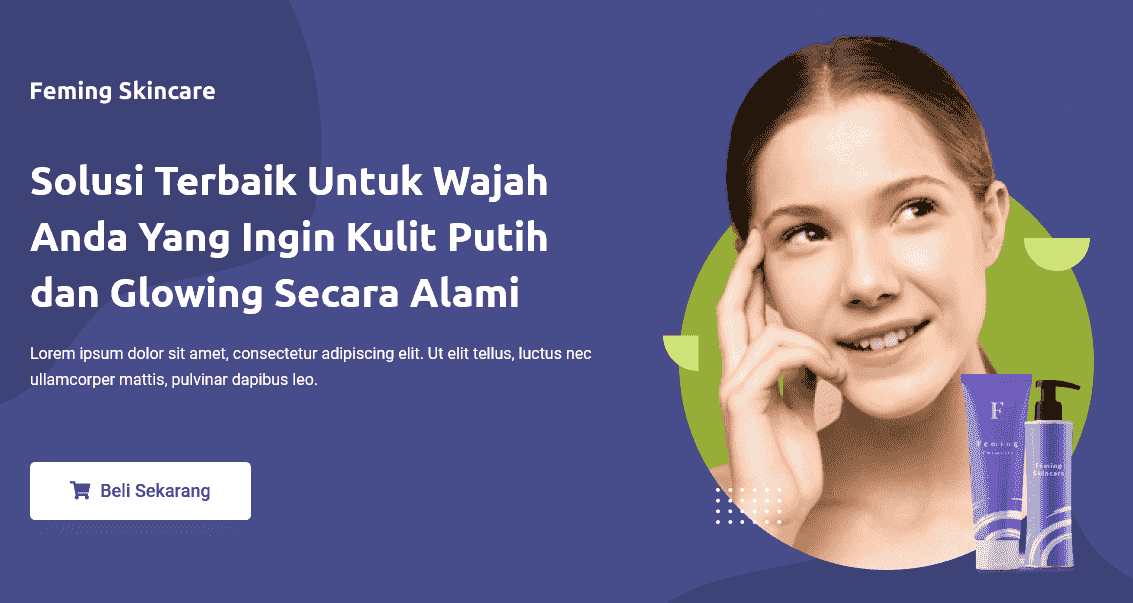 Feming Skincare
Solusi Terbaik Untuk Wajah
Anda Yang Ingin Kulit Putih
dan Glowing Secara Alami
Lorem ipsum dolor sit amet, consectetur adipiscing elit. Ut elit tellus, luctus nec
ullamcorper mattis, pulvinar dapibus leo.
Beli Sekarang
F
Feming
Feming
Skincare